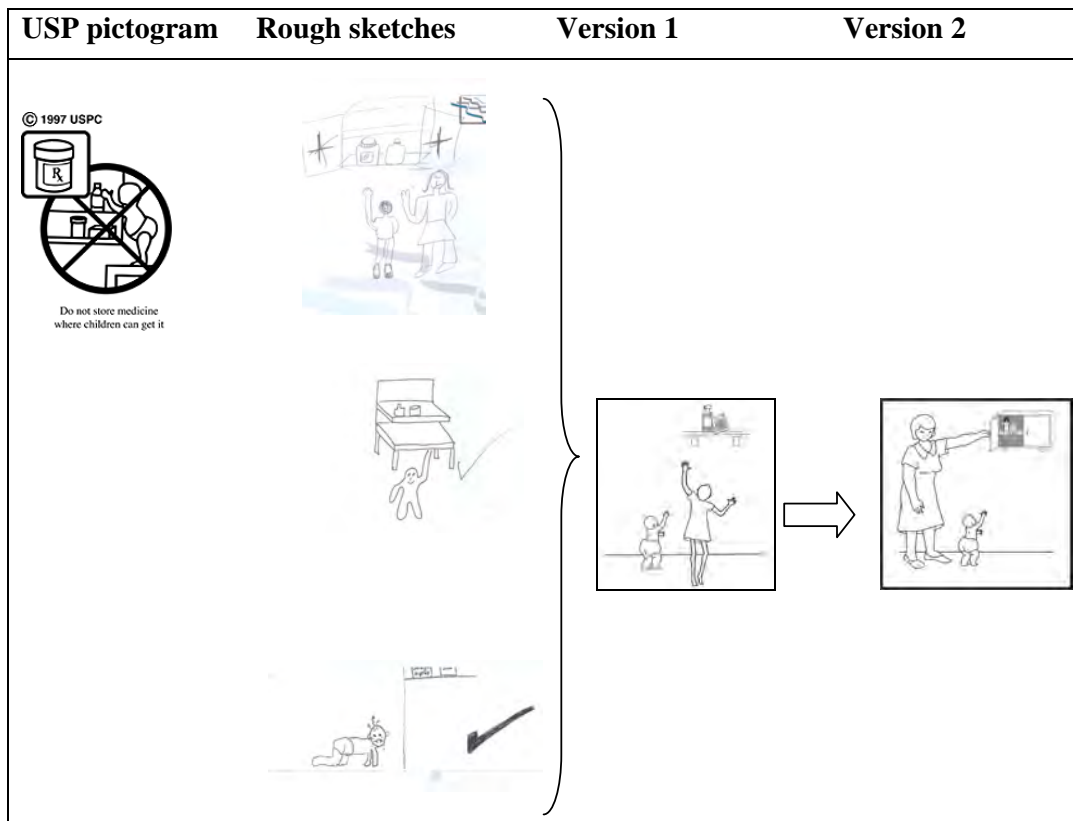 USP pictogram Rough sketches Version 1 Version 2
© 1997 USPC
Rx
Do not store medicine
where children can get it